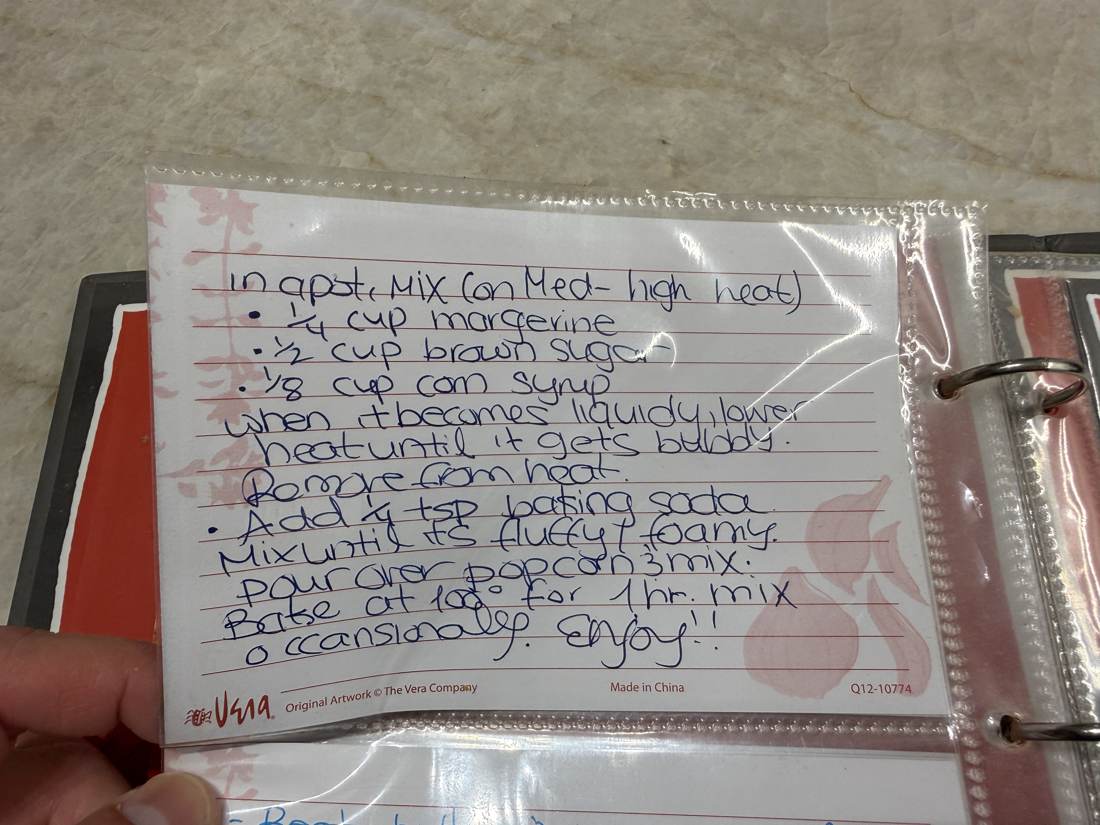 in a pot, Mix (on Med- high heat)
• 1/4 cup margerine
• 1/2 cup brown sugar
• 1/8 cup corn syrup
when it becomes liquidy, lower
heat until it gets bubbly.
Remove from heat.
• Add 1/4 tsp baking soda
Mix until its fluffy / foamy.
pour over popcorn & mix.
Bake at 100° for 1 hr. mix
occansionally. Enjoy!!
Vera Original Artwork © The Vera Company Made in China Q12-10774